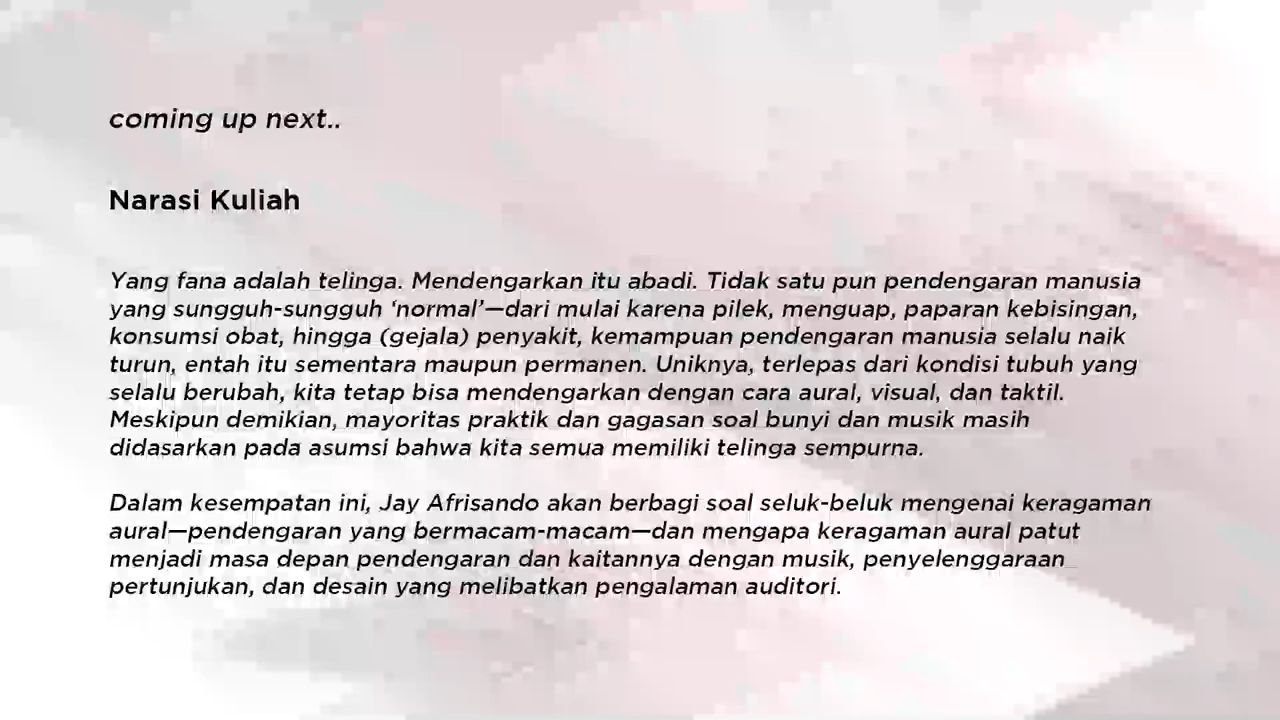 coming up next..
Narasi Kuliah
Yang fana adalah telinga. Mendengarkan itu abadi. Tidak satu pun pendengaran manusia
yang sungguh-sungguh ‘normal’—dari mulai karena pilek, menguap, paparan kebisingan,
konsumsi obat, hingga (gejala) penyakit, kemampuan pendengaran manusia selalu naik
turun, entah itu sementara maupun permanen. Uniknya, terlepas dari kondisi tubuh yang
selalu berubah, kita tetap bisa mendengarkan dengan cara aural, visual, dan taktil.
Meskipun demikian, mayoritas praktik dan gagasan soal bunyi dan musik masih
didasarkan pada asumsi bahwa kita semua memiliki telinga sempurna.
Dalam kesempatan ini, Jay Afrisando akan berbagi soal seluk-beluk mengenai keragaman
aural—pendengaran yang bermacam-macam—dan mengapa keragaman aural patut
menjadi masa depan pendengaran dan kaitannya dengan musik, penyelenggaraan
pertunjukan, dan desain yang melibatkan pengalaman auditori.